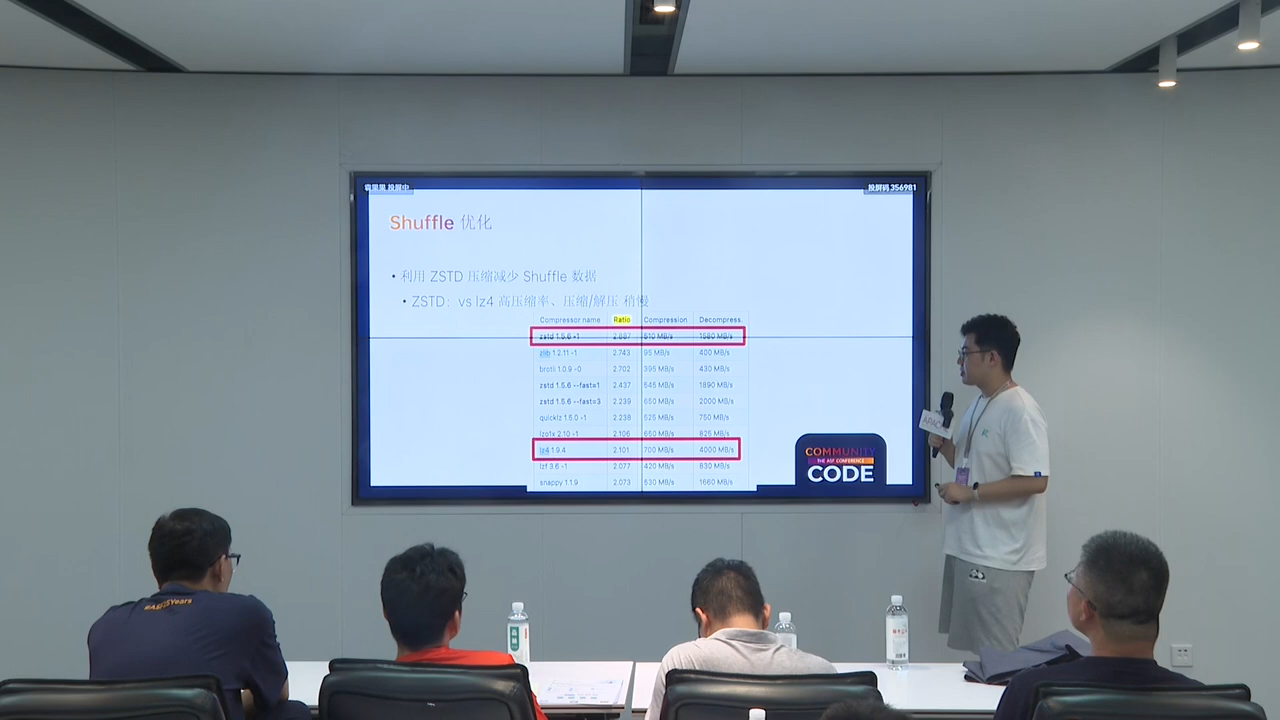 投屏中
投屏码 356981
Shuffle 优化
• 利用 ZSTD 压缩减少 Shuffle 数据
• ZSTD：vs lz4 高压缩率、压缩/解压 稍慢
Compressor name Ratio Compression Decompress.
zstd 1.5.6 -1 2.887 510 MB/s 1580 MB/s
zlib 1.2.11 -1 2.743 95 MB/s 400 MB/s
brotli 1.0.9 -0 2.702 395 MB/s 430 MB/s
zstd 1.5.6 --fast=1 2.437 545 MB/s 1890 MB/s
zstd 1.5.6 --fast=3 2.239 650 MB/s 2000 MB/s
quicklz 1.5.0 -1 2.238 525 MB/s 750 MB/s
lzo1x 2.10 -1 2.106 650 MB/s 825 MB/s
lz4 1.9.4 2.101 700 MB/s 4000 MB/s
lzf 3.6 -1 2.077 420 MB/s 830 MB/s
snappy 1.1.9 2.073 530 MB/s 1660 MB/s
COMMUNITY
THE ASF CONFERENCE
CODE